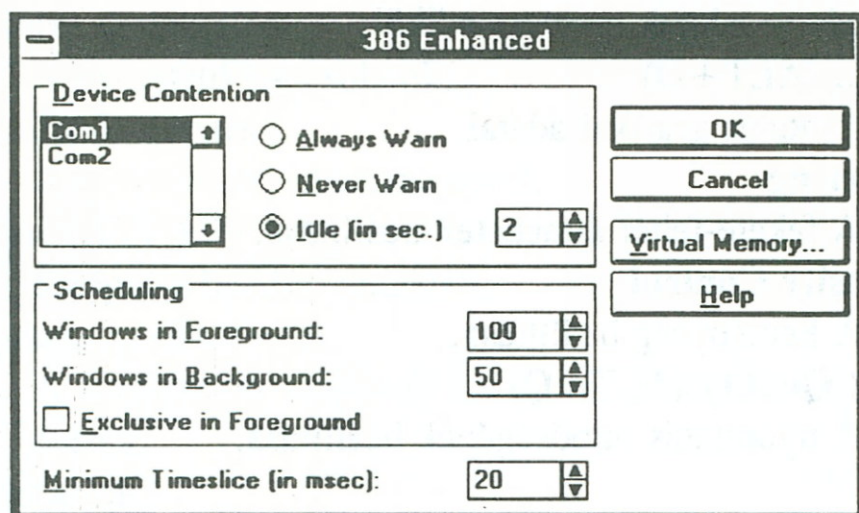 386 Enhanced
Device Contention
Com1
Com2
Always Warn
Never Warn
Idle (in sec.) 2
OK
Cancel
Virtual Memory...
Help
Scheduling
Windows in Foreground: 100
Windows in Background: 50
Exclusive in Foreground
Minimum Timeslice (in msec): 20